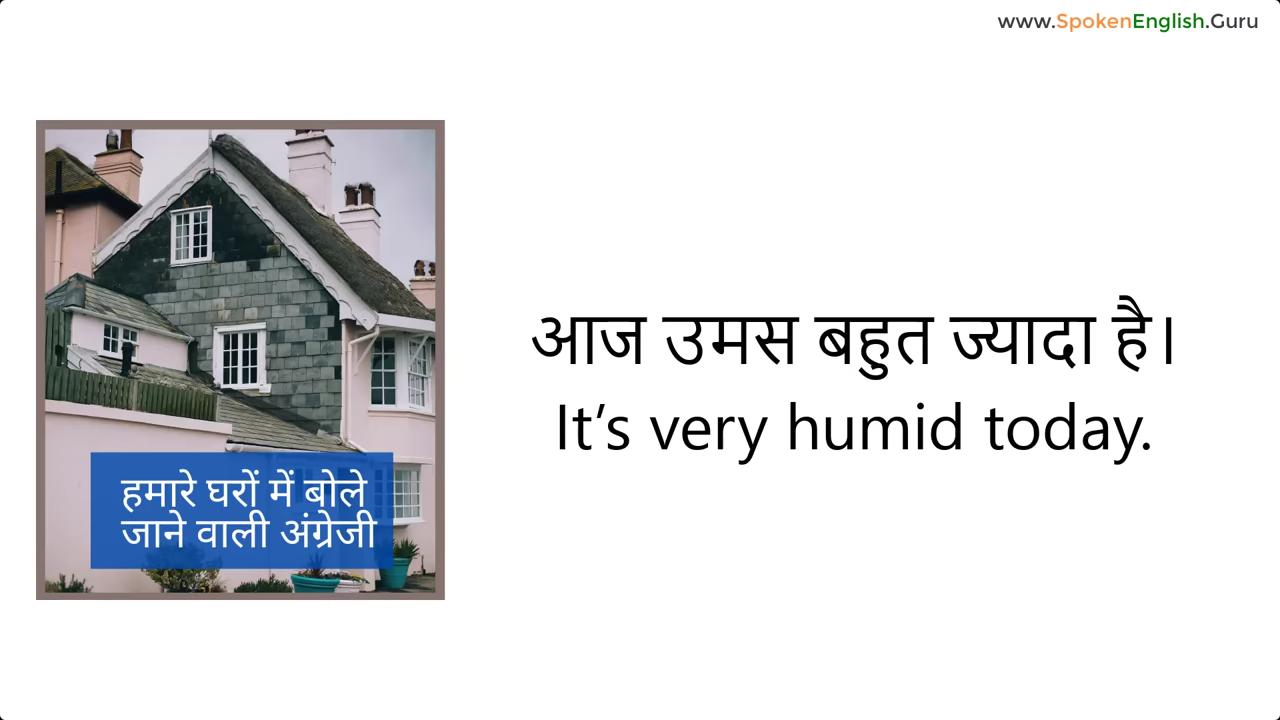 www.SpokenEnglish.Guru
हमारे घरों में बोले
जाने वाली अंग्रेजी
आज उमस बहुत ज्यादा है।
It’s very humid today.